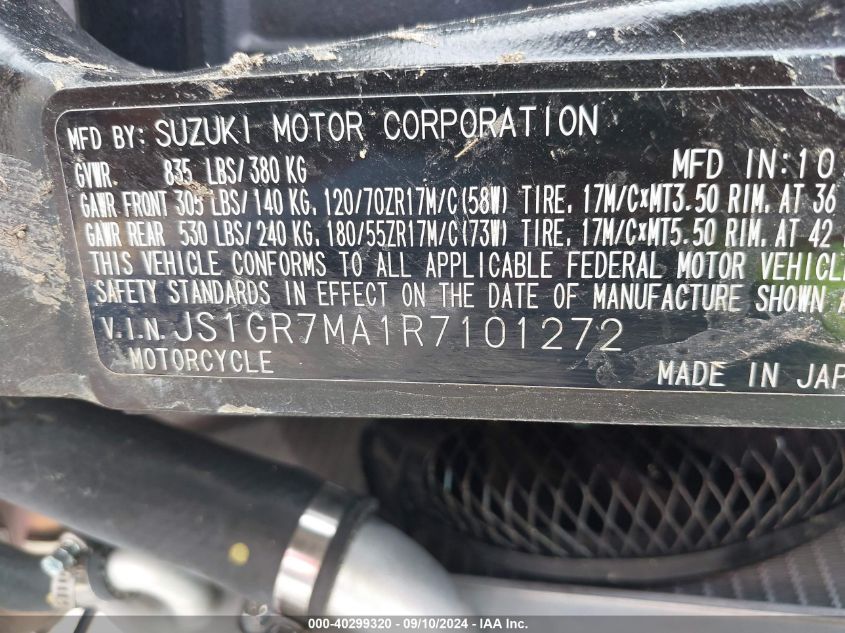 MFD BY: SUZUKI MOTOR CORPORATION
GVWR. 835 LBS/380 KG MFD IN:10
GAWR FRONT 305 LBS/140 KG, 120/70ZR17M/C(58W) TIRE, 17M/C×MT3.50 RIM, AT 36
GAWR REAR 530 LBS/240 KG, 180/55ZR17M/C(73W) TIRE, 17M/C×MT5.50 RIM, AT 42
THIS VEHICLE CONFORMS TO ALL APPLICABLE FEDERAL MOTOR VEHICLE
SAFETY STANDARDS IN EFFECT ON THE DATE OF MANUFACTURE SHOWN
V.I.N. JS1GR7MA1R7101272
MOTORCYCLE MADE IN JAP
000-40299320 - 09/10/2024 - IAA Inc.